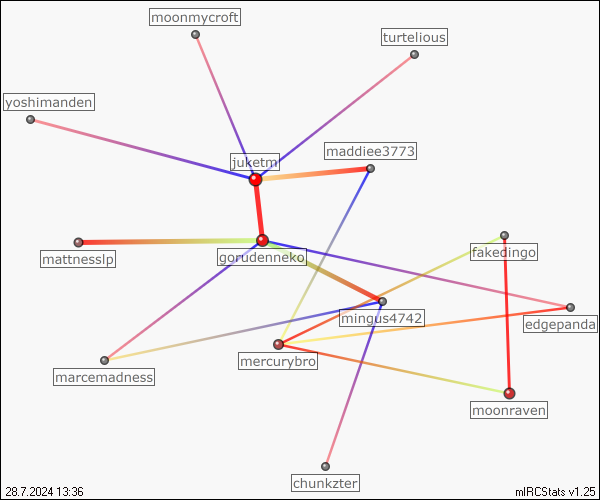 moonmycroft
turtelious
yoshimanden
maddiee3773
juketm
fakedingo
gorudenneko
mattnesslp
mingus4742
edgepanda
mercurybro
marcemadness
moonraven
chunkzter
28.7.2024 13:36
mIRCStats v1.25